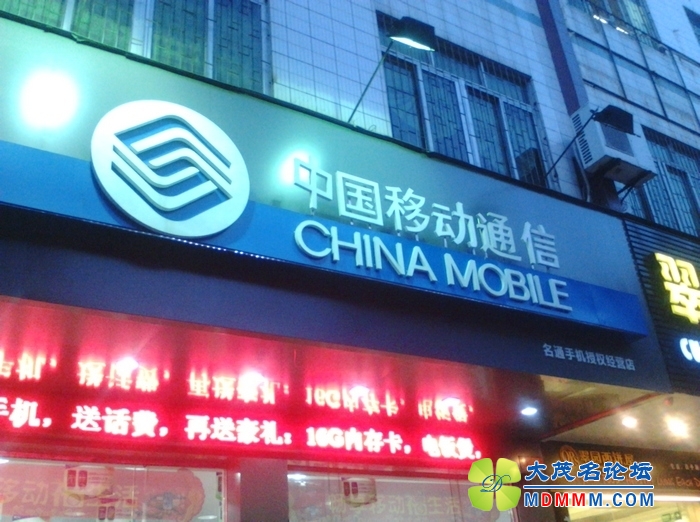 中国移动通信
CHINA MOBILE
名通手机授权经营店
手机，送话费，再送豪礼：16G内存卡，电饭煲，
大茂名论坛
MDMMM.COM